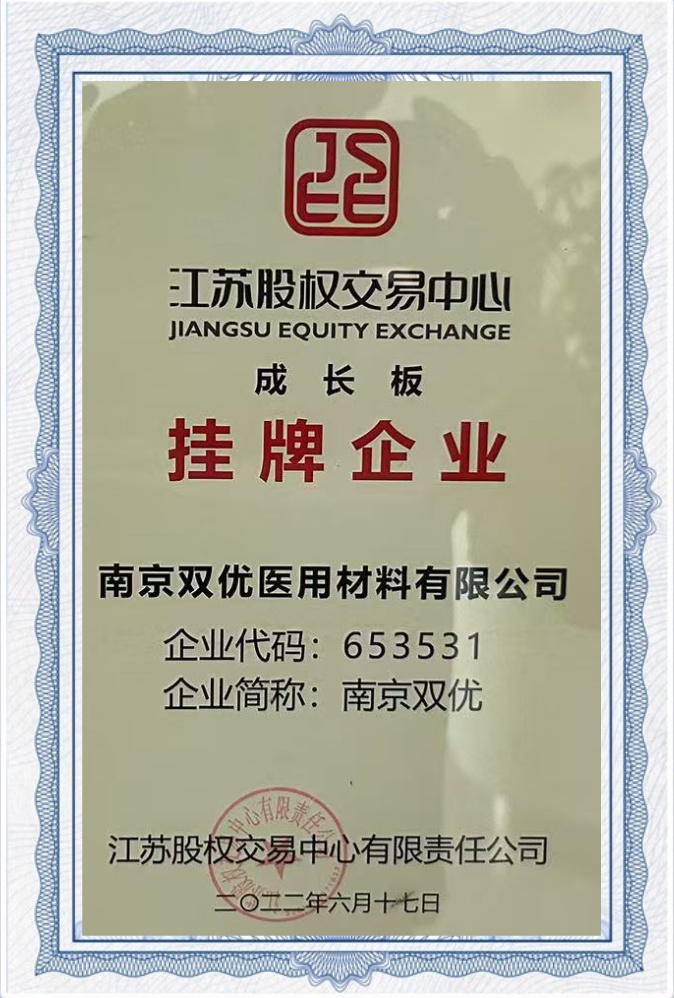 JS
EE
江苏股权交易中心
JIANGSU EQUITY EXCHANGE
成长板
挂牌企业
南京双优医用材料有限公司
企业代码：653531
企业简称：南京双优
江苏股权交易中心有限责任公司
二〇二二年六月十七日